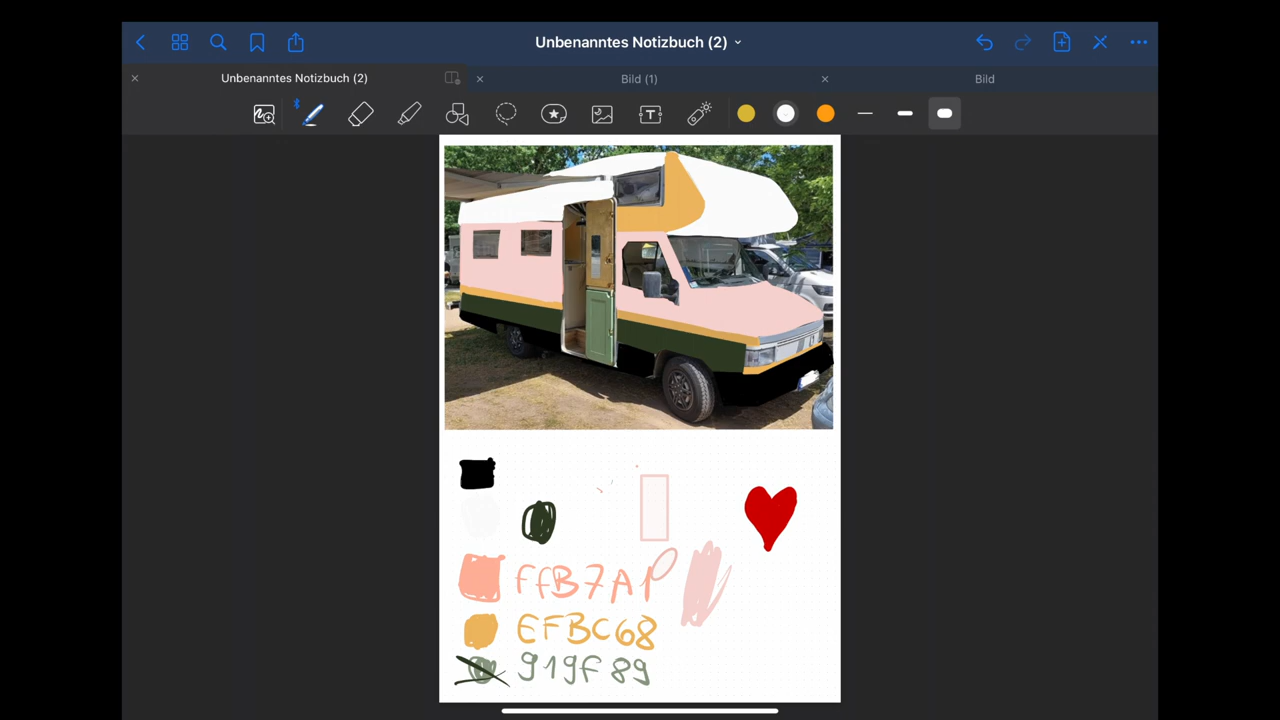 Unbenanntes Notizbuch (2)
Unbenanntes Notizbuch (2)
Bild (1)
Bild
T
FFB7A1
EFBC68
919F89